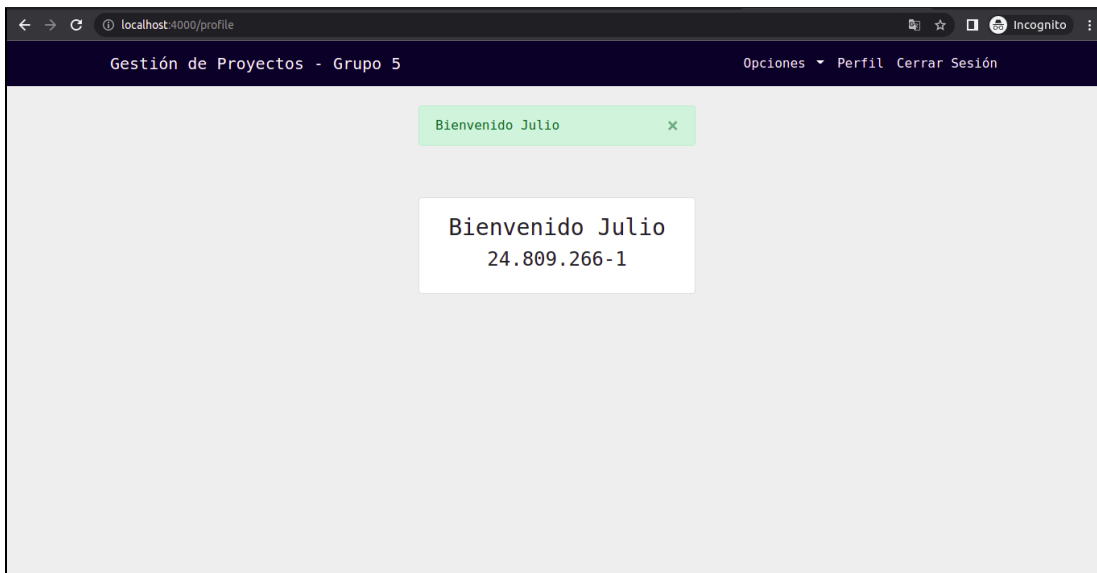 localhost:4000/profile
Incognito
Gestión de Proyectos - Grupo 5
Opciones Perfil Cerrar Sesión
Bienvenido Julio ×
Bienvenido Julio
24.809.266-1